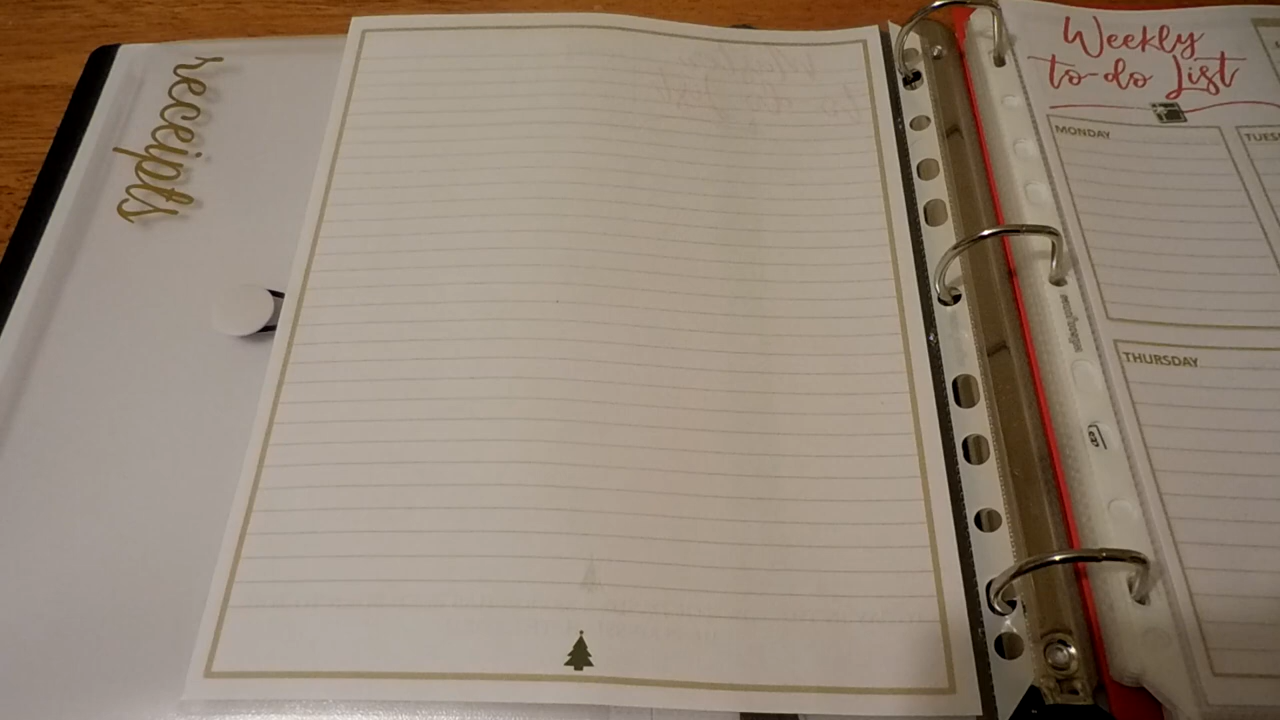 receipts
Weekly
to-do List
MONDAY
TUES
THURSDAY